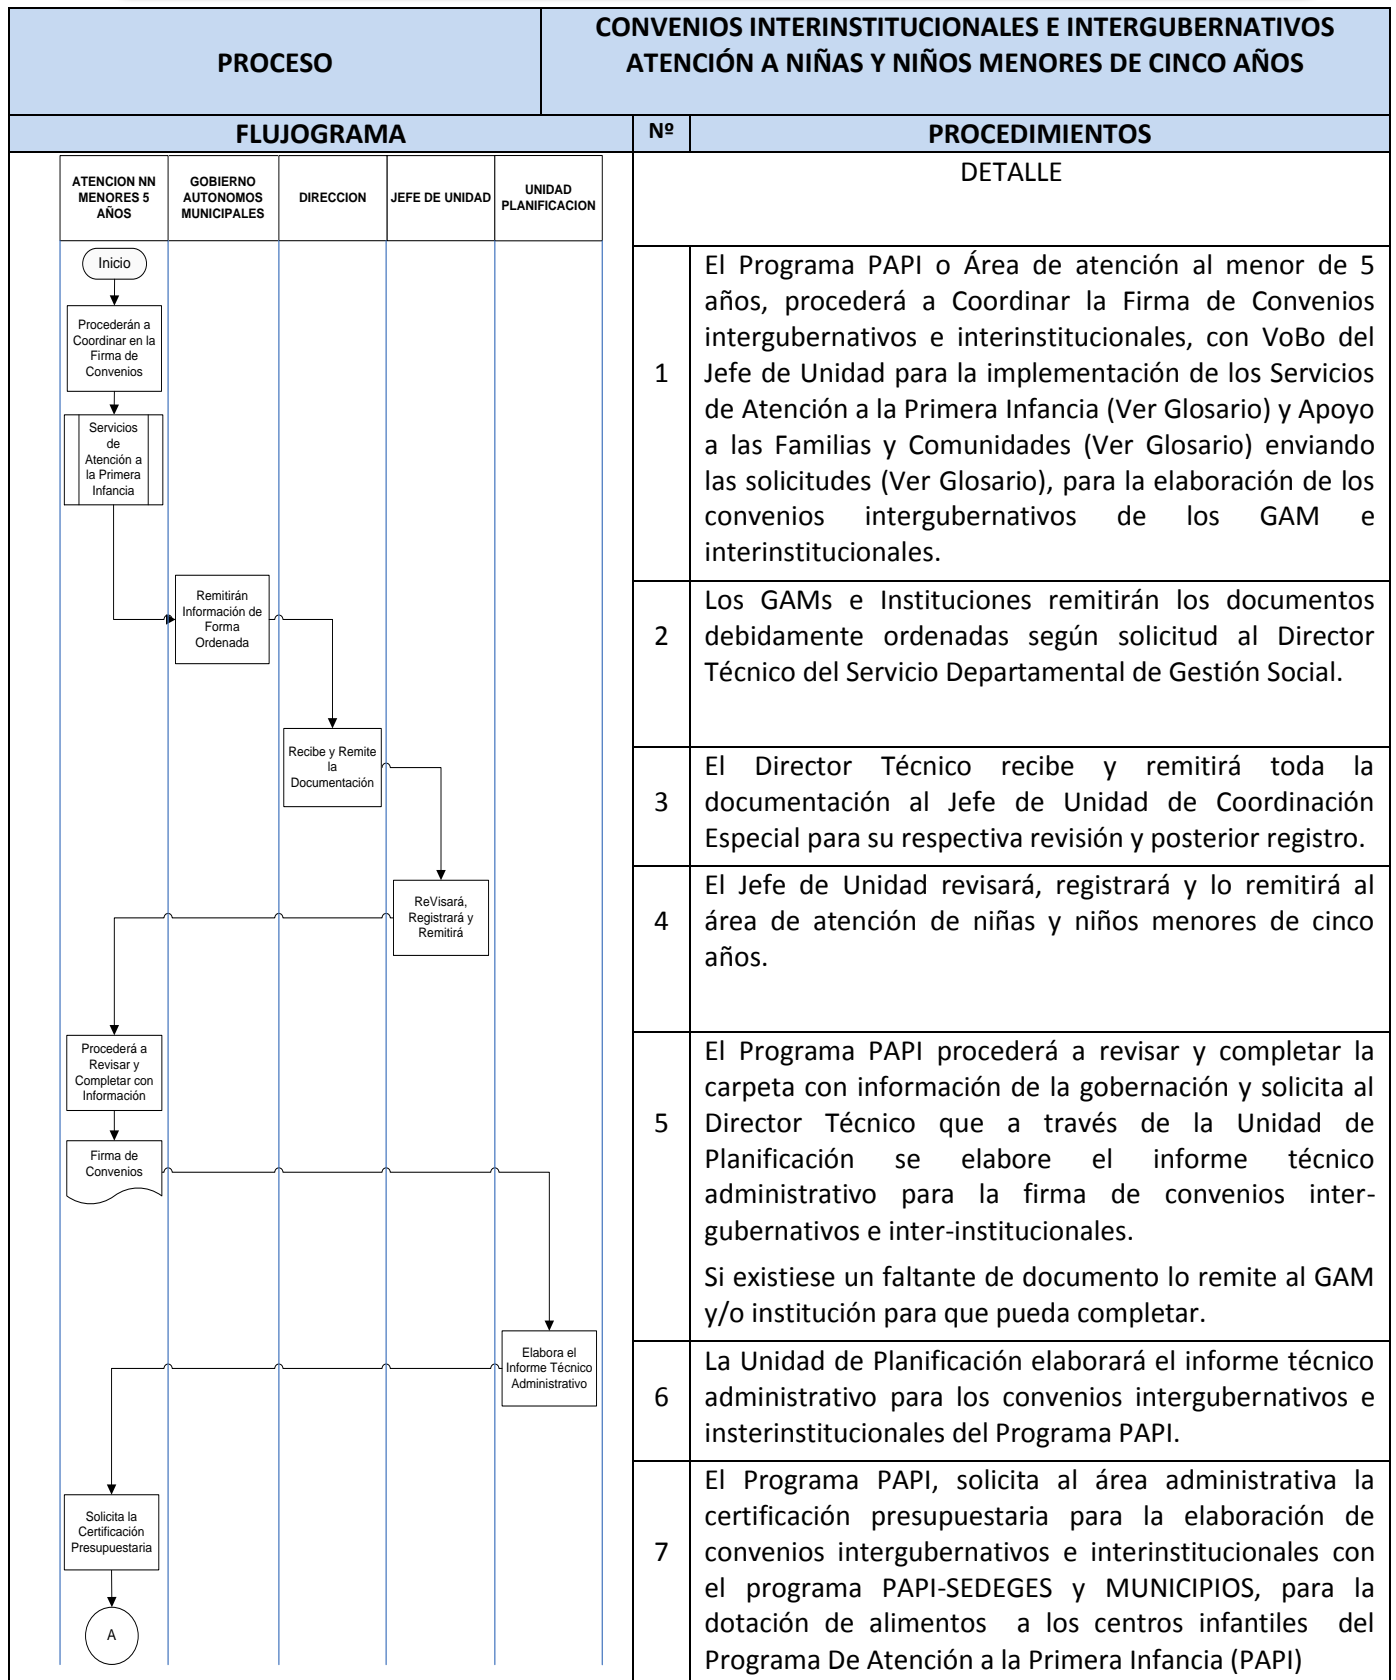 PROCESO
CONVENIOS INTERINSTITUCIONALES E INTERGUBERNATIVOS
ATENCIÓN A NIÑAS Y NIÑOS MENORES DE CINCO AÑOS
FLUJOGRAMA
Nº
PROCEDIMIENTOS
ATENCION NN
MENORES 5
AÑOS
GOBIERNO
AUTONOMOS
MUNICIPALES
DIRECCION
JEFE DE UNIDAD
UNIDAD
PLANIFICACION
Inicio
Procederán a
Coordinar en la
Firma de
Convenios
Servicios
de
Atención a
la Primera
Infancia
Remitirán
Información de
Forma
Ordenada
Recibe y Remite
la
Documentación
ReVisará,
Registrará y
Remitirá
Procederá a
Revisar y
Completar con
Información
Firma de
Convenios
Elabora el
Informe Técnico
Administrativo
Solicita la
Certificación
Presupuestaria
A
DETALLE
1
El Programa PAPI o Área de atención al menor de 5
años, procederá a Coordinar la Firma de Convenios
intergubernativos e interinstitucionales, con VoBo del
Jefe de Unidad para la implementación de los Servicios
de Atención a la Primera Infancia (Ver Glosario) y Apoyo
a las Familias y Comunidades (Ver Glosario) enviando
las solicitudes (Ver Glosario), para la elaboración de los
convenios intergubernativos de los GAM e
interinstitucionales.
2
Los GAMs e Instituciones remitirán los documentos
debidamente ordenadas según solicitud al Director
Técnico del Servicio Departamental de Gestión Social.
3
El Director Técnico recibe y remitirá toda la
documentación al Jefe de Unidad de Coordinación
Especial para su respectiva revisión y posterior registro.
4
El Jefe de Unidad revisará, registrará y lo remitirá al
área de atención de niñas y niños menores de cinco
años.
5
El Programa PAPI procederá a revisar y completar la
carpeta con información de la gobernación y solicita al
Director Técnico que a través de la Unidad de
Planificación se elabore el informe técnico
administrativo para la firma de convenios inter-
gubernativos e inter-institucionales.
Si existiese un faltante de documento lo remite al GAM
y/o institución para que pueda completar.
6
La Unidad de Planificación elaborará el informe técnico
administrativo para los convenios intergubernativos e
insterinstitucionales del Programa PAPI.
7
El Programa PAPI, solicita al área administrativa la
certificación presupuestaria para la elaboración de
convenios intergubernativos e interinstitucionales con
el programa PAPI-SEDEGES y MUNICIPIOS, para la
dotación de alimentos a los centros infantiles del
Programa De Atención a la Primera Infancia (PAPI)